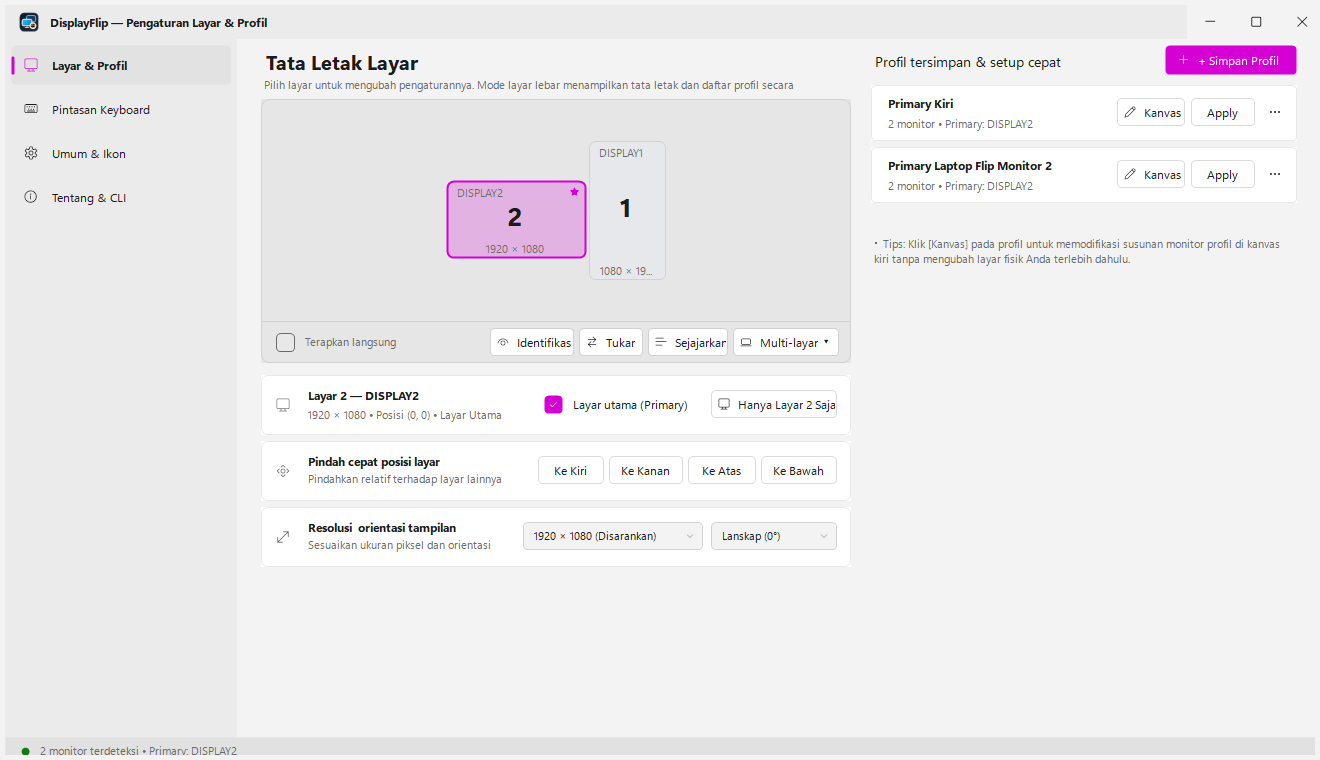 DisplayFlip — Pengaturan Layar & Profil
Layar & Profil
Pintasan Keyboard
Umum & Ikon
Tentang & CLI
Tata Letak Layar
Pilih layar untuk mengubah pengaturannya. Mode layar lebar menampilkan tata letak dan daftar profil secara
DISPLAY2
2
1920 × 1080
DISPLAY1
1
1080 × 19...
Terapkan langsung
Identifikas
Tukar
Sejajarkan
Multi-layar
Layar 2 — DISPLAY2
1920 × 1080 • Posisi (0, 0) • Layar Utama
Layar utama (Primary)
Hanya Layar 2 Saja
Pindah cepat posisi layar
Pindahkan relatif terhadap layar lainnya
Ke Kiri
Ke Kanan
Ke Atas
Ke Bawah
Resolusi orientasi tampilan
Sesuaikan ukuran piksel dan orientasi
1920 × 1080 (Disarankan)
Lanskap (0°)
Profil tersimpan & setup cepat
+ Simpan Profil
Primary Kiri
2 monitor • Primary: DISPLAY2
Kanvas
Apply
...
Primary Laptop Flip Monitor 2
2 monitor • Primary: DISPLAY2
Kanvas
Apply
...
• Tips: Klik [Kanvas] pada profil untuk memodifikasi susunan monitor profil di kanvas
kiri tanpa mengubah layar fisik Anda terlebih dahulu.
2 monitor terdeteksi • Primary: DISPLAY2